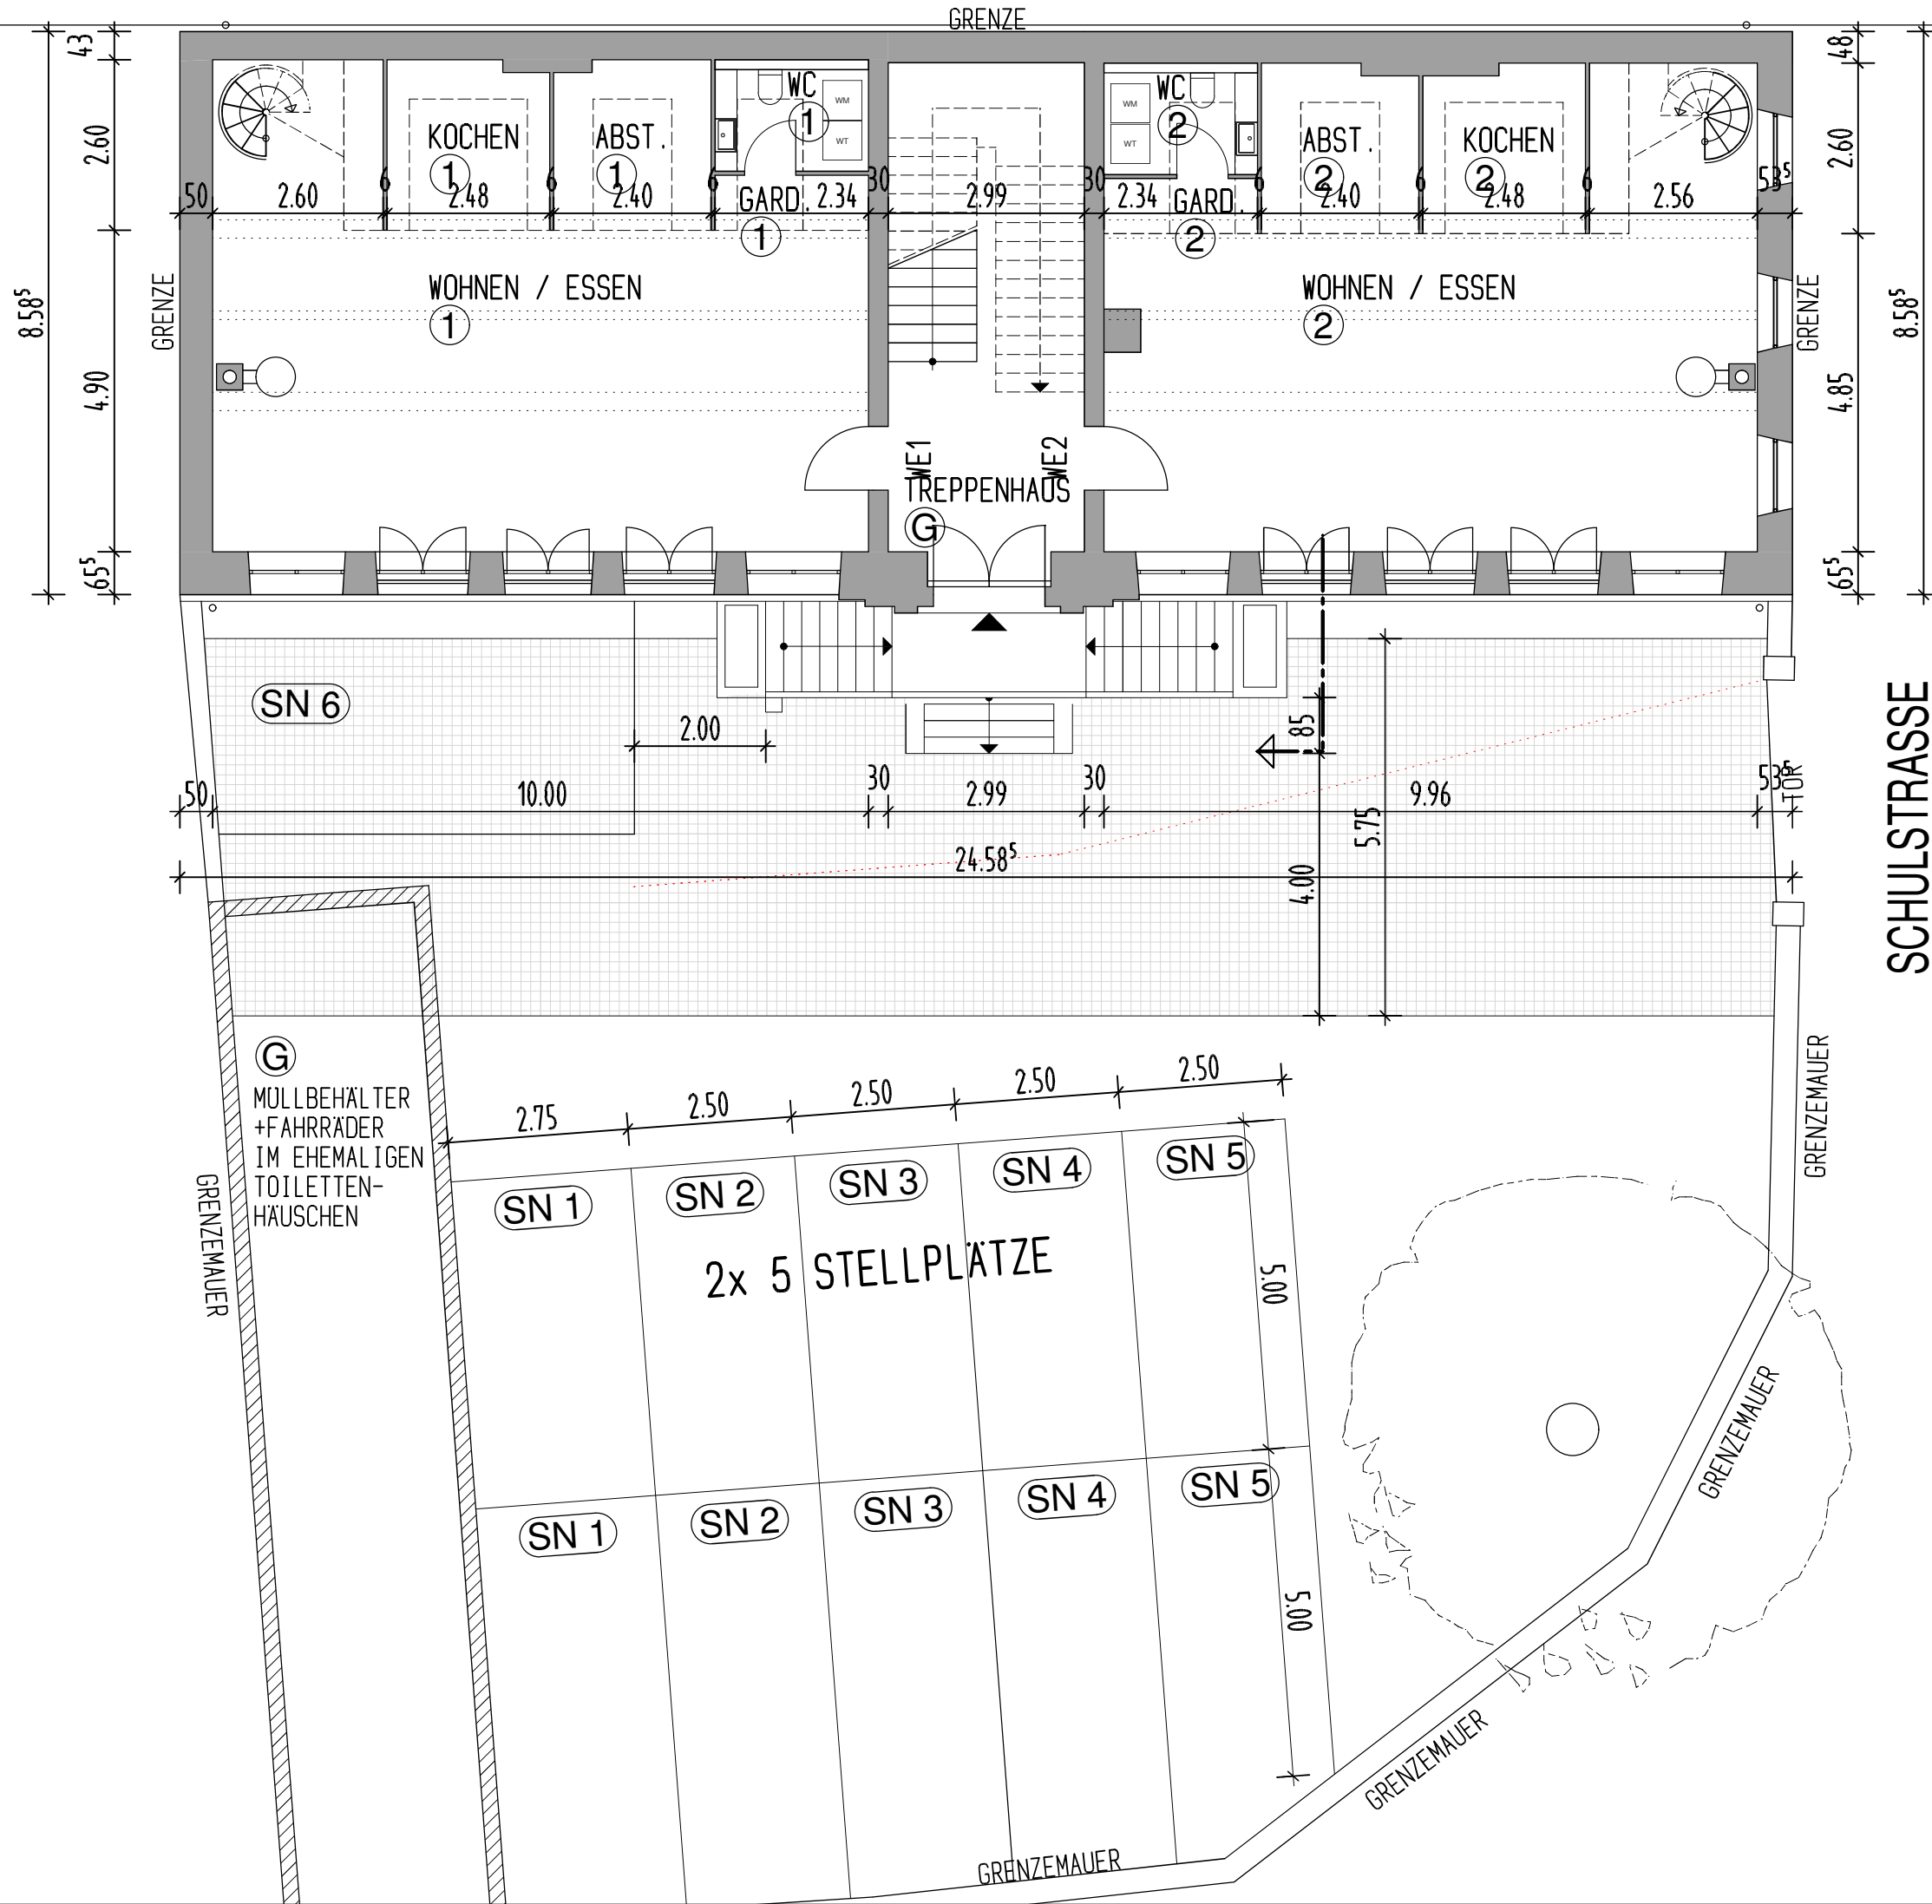 GRENZE
43
2.60
4.90
65⁵
8.58⁵
48
2.60
4.85
65⁵
8.58⁵
KOCHEN
1
ABST.
1
WC
1
WM
WT
GARD.
1
WC
2
WM
WT
GARD.
2
ABST.
2
KOCHEN
2
50
2.60
6
2.48
6
2.40
6
2.34
30
2.99
30
2.34
6
2.40
6
2.48
6
2.56
53⁵
WOHNEN / ESSEN
1
WOHNEN / ESSEN
2
GRENZE
GRENZE
WE1
WE2
TREPPENHAUS
G
SN 6
2.00
85
50
10.00
30
2.99
30
9.96
53⁵
TOR
24.58⁵
5.75
4.00
SCHULSTRASSE
G
MÜLLBEHÄLTER
+FAHRRÄDER
IM EHEMALIGEN
TOILETTEN-
HÄUSCHEN
GRENZEMAUER
2.75
2.50
2.50
2.50
2.50
SN 1
SN 2
SN 3
SN 4
SN 5
2x 5 STELLPLÄTZE
5.00
SN 1
SN 2
SN 3
SN 4
SN 5
5.00
GRENZEMAUER
GRENZEMAUER
GRENZEMAUER
GRENZEMAUER